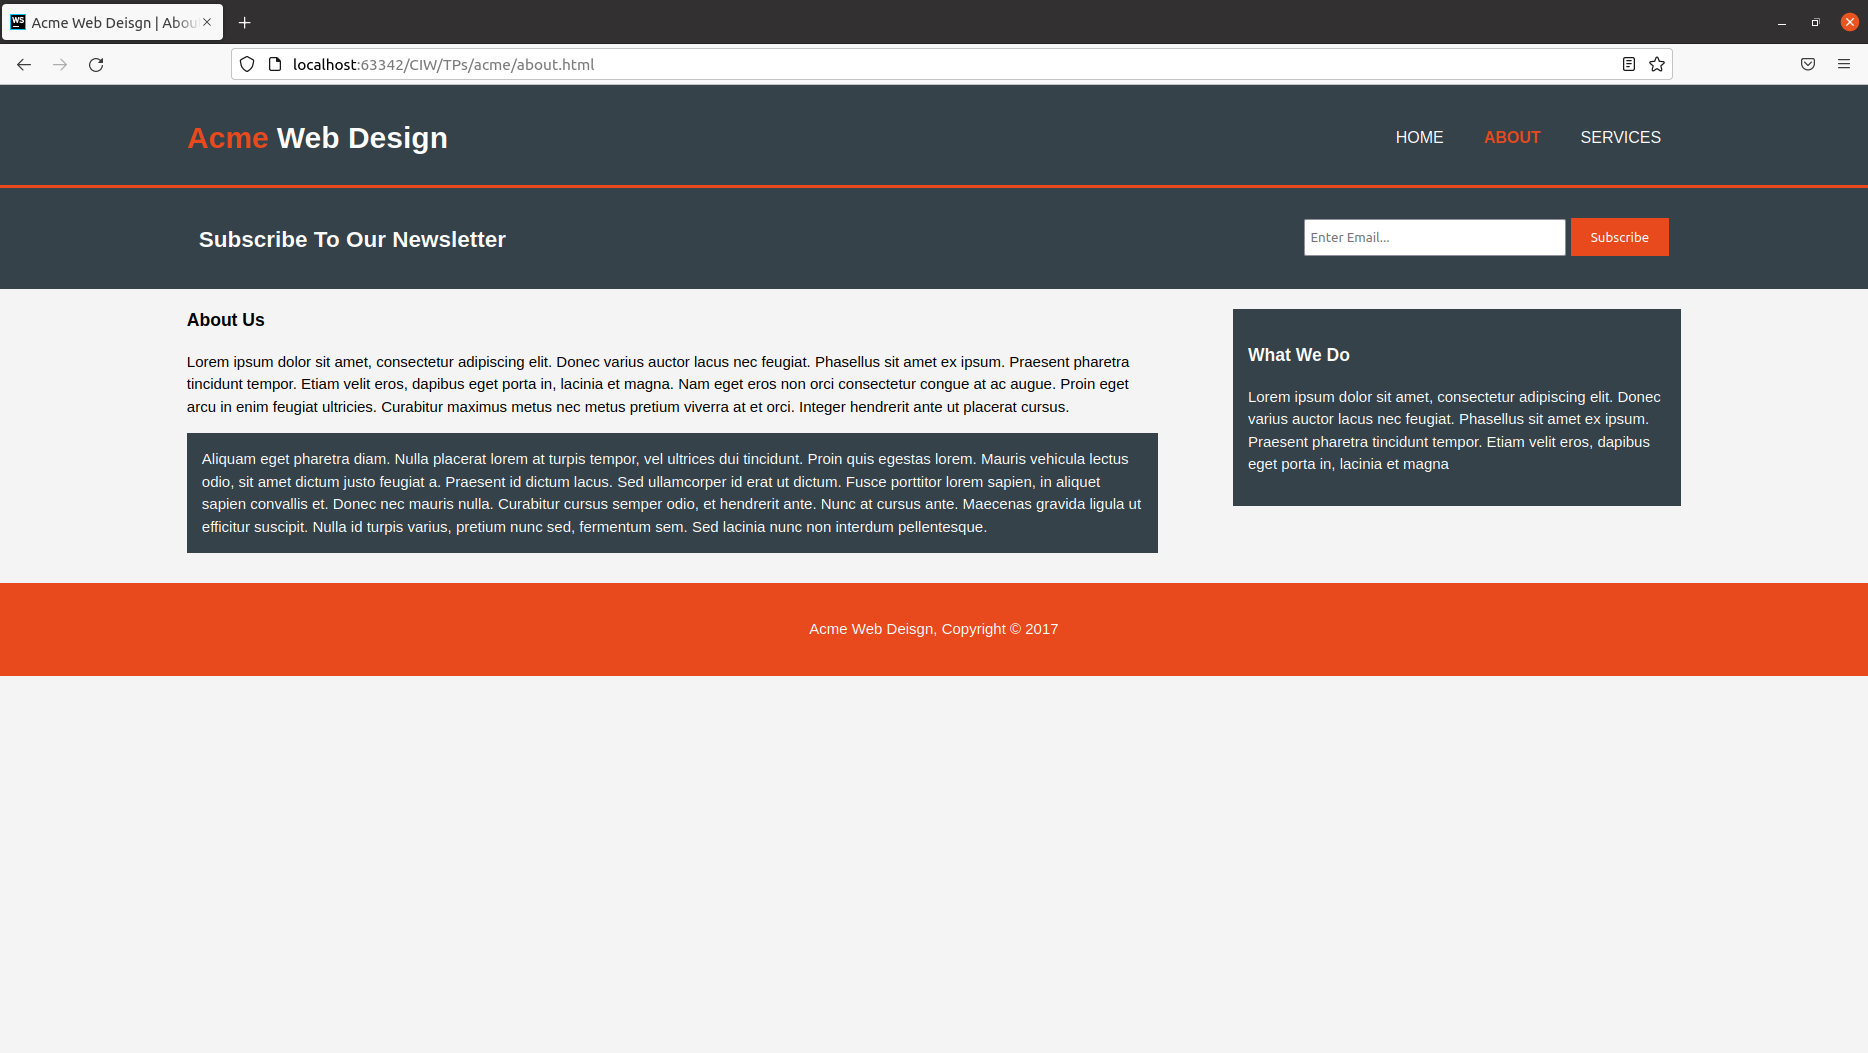 WS
Acme Web Deisgn | Abou
localhost:63342/CIW/TPs/acme/about.html
Acme Web Design
HOME ABOUT SERVICES
Subscribe To Our Newsletter
Enter Email... Subscribe
About Us
Lorem ipsum dolor sit amet, consectetur adipiscing elit. Donec varius auctor lacus nec feugiat. Phasellus sit amet ex ipsum. Praesent pharetra
tincidunt tempor. Etiam velit eros, dapibus eget porta in, lacinia et magna. Nam eget eros non orci consectetur congue at ac augue. Proin eget
arcu in enim feugiat ultricies. Curabitur maximus metus nec metus pretium viverra at et orci. Integer hendrerit ante ut placerat cursus.
Aliquam eget pharetra diam. Nulla placerat lorem at turpis tempor, vel ultrices dui tincidunt. Proin quis egestas lorem. Mauris vehicula lectus
odio, sit amet dictum justo feugiat a. Praesent id dictum lacus. Sed ullamcorper id erat ut dictum. Fusce porttitor lorem sapien, in aliquet
sapien convallis et. Donec nec mauris nulla. Curabitur cursus semper odio, et hendrerit ante. Nunc at cursus ante. Maecenas gravida ligula ut
efficitur suscipit. Nulla id turpis varius, pretium nunc sed, fermentum sem. Sed lacinia nunc non interdum pellentesque.
What We Do
Lorem ipsum dolor sit amet, consectetur adipiscing elit. Donec
varius auctor lacus nec feugiat. Phasellus sit amet ex ipsum.
Praesent pharetra tincidunt tempor. Etiam velit eros, dapibus
eget porta in, lacinia et magna
Acme Web Deisgn, Copyright © 2017